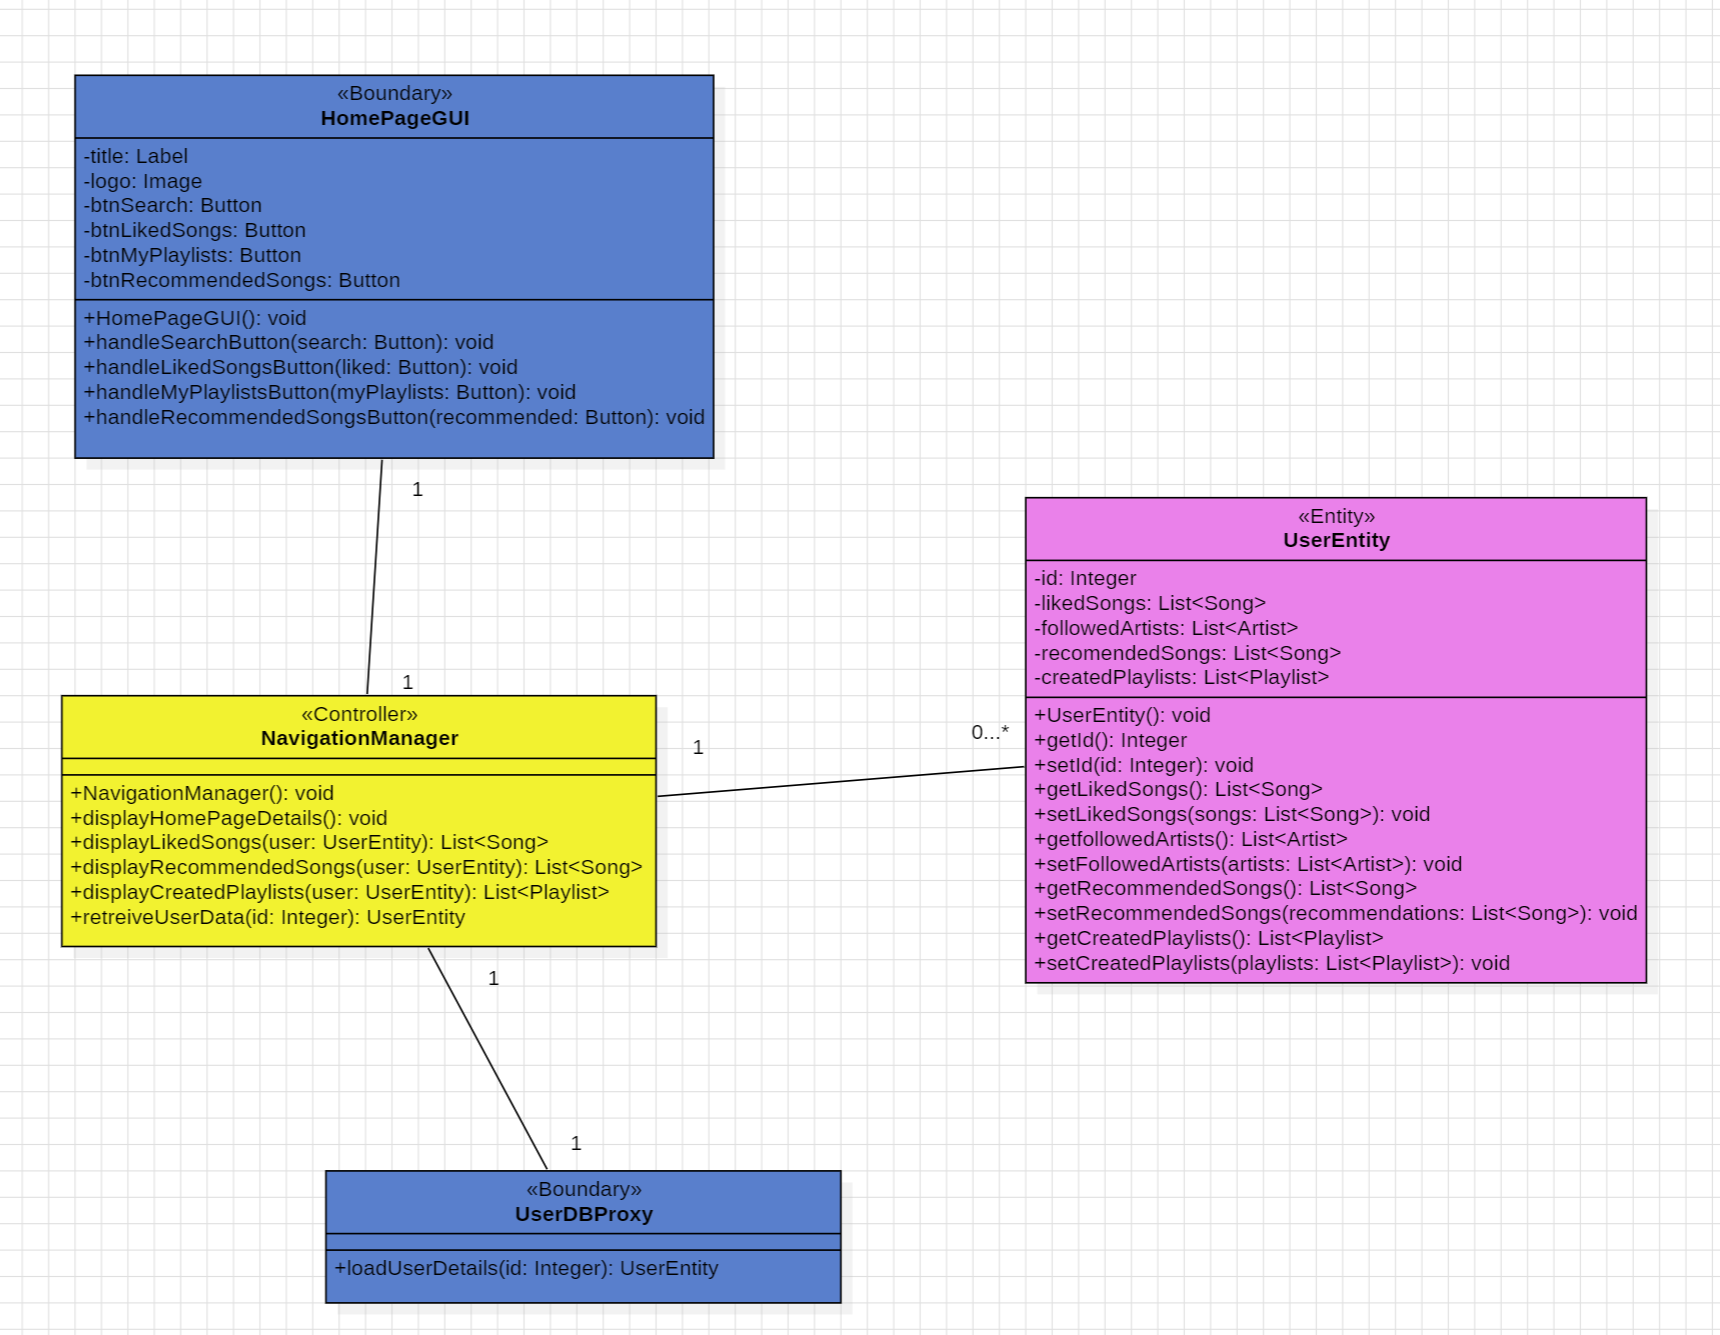 «Boundary»
HomePageGUI
-title: Label
-logo: Image
-btnSearch: Button
-btnLikedSongs: Button
-btnMyPlaylists: Button
-btnRecommendedSongs: Button
+HomePageGUI(): void
+handleSearchButton(search: Button): void
+handleLikedSongsButton(liked: Button): void
+handleMyPlaylistsButton(myPlaylists: Button): void
+handleRecommendedSongsButton(recommended: Button): void
1
1
«Controller»
NavigationManager
+NavigationManager(): void
+displayHomePageDetails(): void
+displayLikedSongs(user: UserEntity): List<Song>
+displayRecommendedSongs(user: UserEntity): List<Song>
+displayCreatedPlaylists(user: UserEntity): List<Playlist>
+retreiveUserData(id: Integer): UserEntity
1
0...*
«Entity»
UserEntity
-id: Integer
-likedSongs: List<Song>
-followedArtists: List<Artist>
-recomendedSongs: List<Song>
-createdPlaylists: List<Playlist>
+UserEntity(): void
+getId(): Integer
+setId(id: Integer): void
+getLikedSongs(): List<Song>
+setLikedSongs(songs: List<Song>): void
+getfollowedArtists(): List<Artist>
+setFollowedArtists(artists: List<Artist>): void
+getRecommendedSongs(): List<Song>
+setRecommendedSongs(recommendations: List<Song>): void
+getCreatedPlaylists(): List<Playlist>
+setCreatedPlaylists(playlists: List<Playlist>): void
1
1
«Boundary»
UserDBProxy
+loadUserDetails(id: Integer): UserEntity